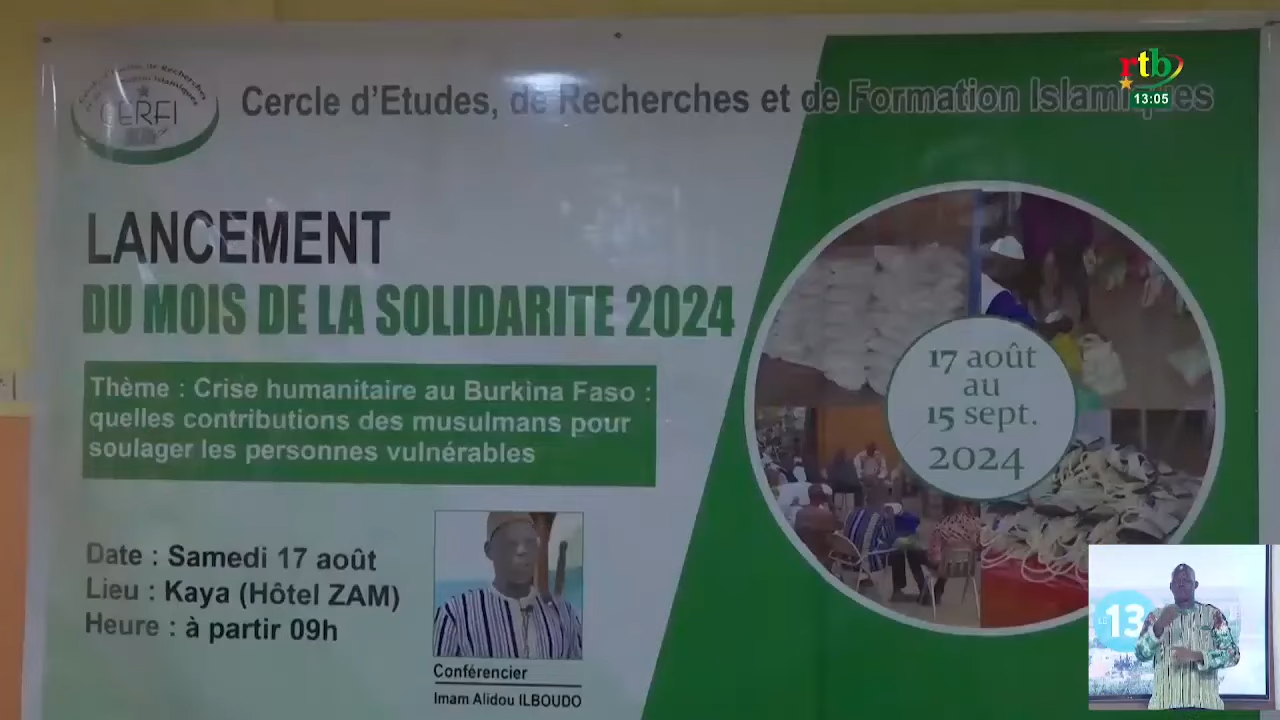 rtb
13:05
CERFI
Cercle d'Etudes, de Recherches et de Formation Islamiques
LANCEMENT
DU MOIS DE LA SOLIDARITE 2024
Thème : Crise humanitaire au Burkina Faso :
quelles contributions des musulmans pour
soulager les personnes vulnérables
17 août
au
15 sept.
2024
Date : Samedi 17 août
Lieu : Kaya (Hôtel ZAM)
Heure : à partir 09h
Conférencier
Imam Alidou ILBOUDO
LE 13